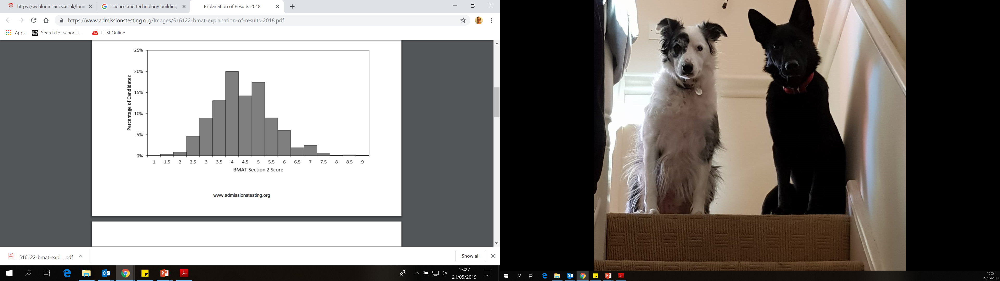 https://weblogin.lancs.ac.uk/logi
science and technology building
Explanation of Results 2018
https://www.admissionstesting.org/Images/516122-bmat-explanation-of-results-2018.pdf
Apps
Search for schools...
LUSI Online
25%
20%
15%
10%
5%
0%
Percentage of Candidates
1 1.5 2 2.5 3 3.5 4 4.5 5 5.5 6 6.5 7 7.5 8 8.5 9
BMAT Section 2 Score
www.admissionstesting.org
516122-bmat-expl....pdf
Show all
15:27
21/05/2019
15:27
21/05/2019